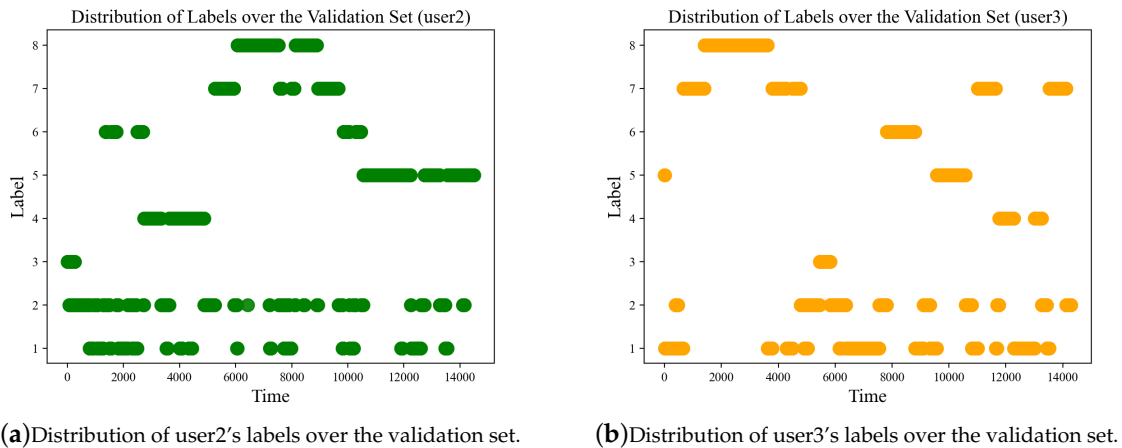 Distribution of Labels over the Validation Set (user2)
8
7
6
5
4
3
2
1
Label
0 2000 4000 6000 8000 10000 12000 14000
Time
(a)Distribution of user2's labels over the validation set.
Distribution of Labels over the Validation Set (user3)
8
7
6
5
4
3
2
1
Label
0 2000 4000 6000 8000 10000 12000 14000
Time
(b)Distribution of user3's labels over the validation set.